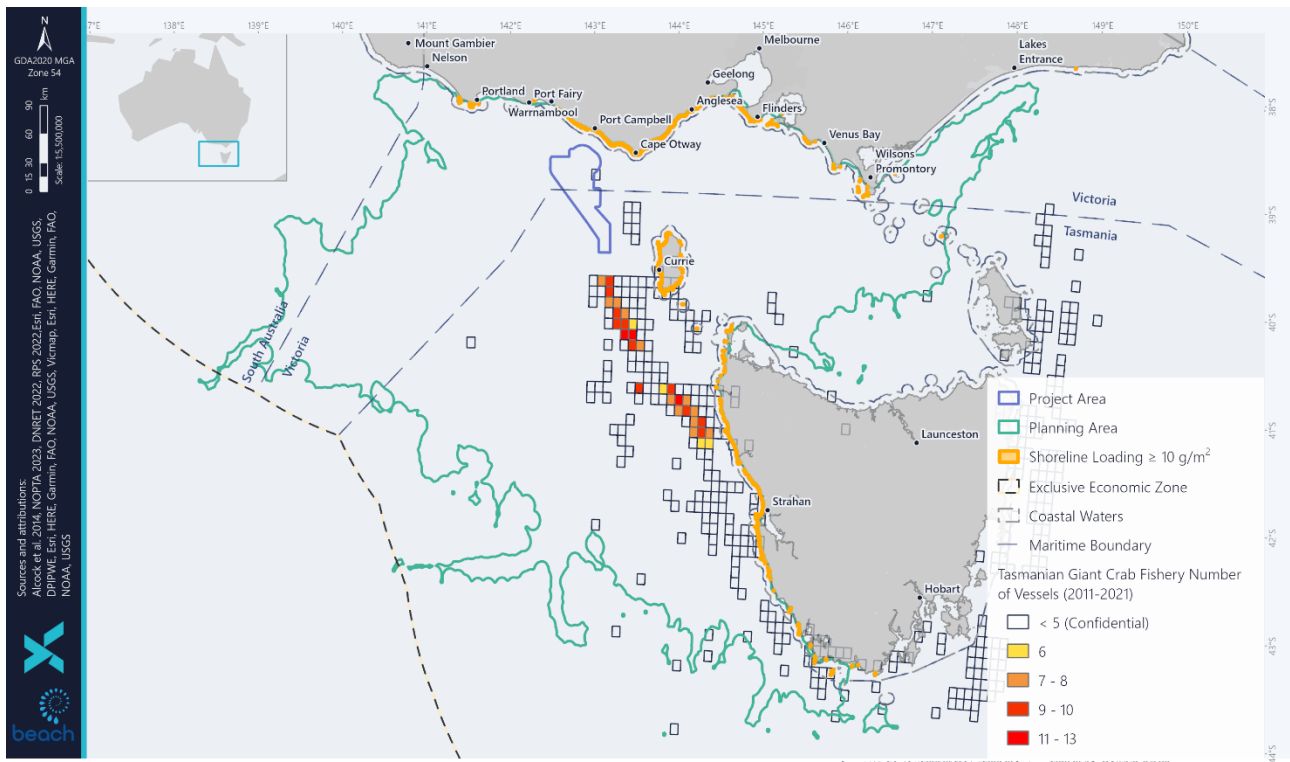 N
GDA2020 MGA
Zone 54
0 15 30 60 90
km
Scale: 1:5,500,000
Sources and attributions:
Alcock et al. 2014, NOPTA 2023, DNRET 2022, RPS 2022.Esri, FAO, NOAA, USGS,
DPIPWE, Esri, HERE, Garmin, FAO, NOAA, USGS, Vicmap, Esri, HERE, Garmin, FAO,
NOAA, USGS
beach
7°E 138°E 139°E 140°E 141°E 142°E 143°E 144°E 145°E 146°E 147°E 148°E 149°E 150°E
38°S
39°S
40°S
41°S
42°S
43°S
44°S
Mount Gambier
Nelson
Portland
Port Fairy
Warrnambool
Port Campbell
Cape Otway
Anglesea
Geelong
Melbourne
Flinders
Venus Bay
Wilsons
Promontory
Lakes
Entrance
Victoria
Tasmania
Currie
South Australia
Victoria
Launceston
Strahan
Hobart
Project Area
Planning Area
Shoreline Loading ≥ 10 g/m²
Exclusive Economic Zone
Coastal Waters
Maritime Boundary
Tasmanian Giant Crab Fishery Number
of Vessels (2011-2021)
< 5 (Confidential)
6
7 - 8
9 - 10
11 - 13